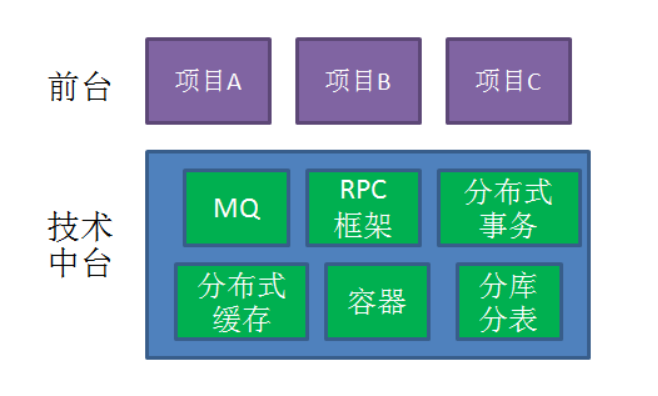 前台
项目A
项目B
项目C
技术
中台
MQ
RPC
框架
分布式
事务
分布式
缓存
容器
分库
分表